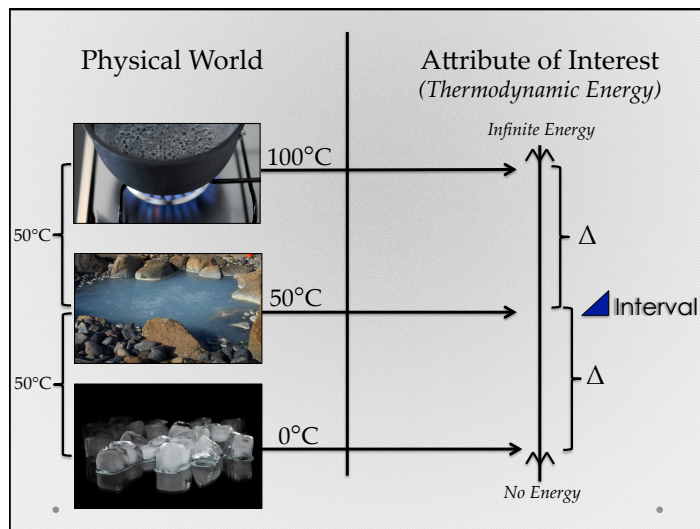 Physical World
Attribute of Interest
(Thermodynamic Energy)
Infinite Energy
100°C
50°C
Δ
50°C
Interval
50°C
Δ
0°C
No Energy